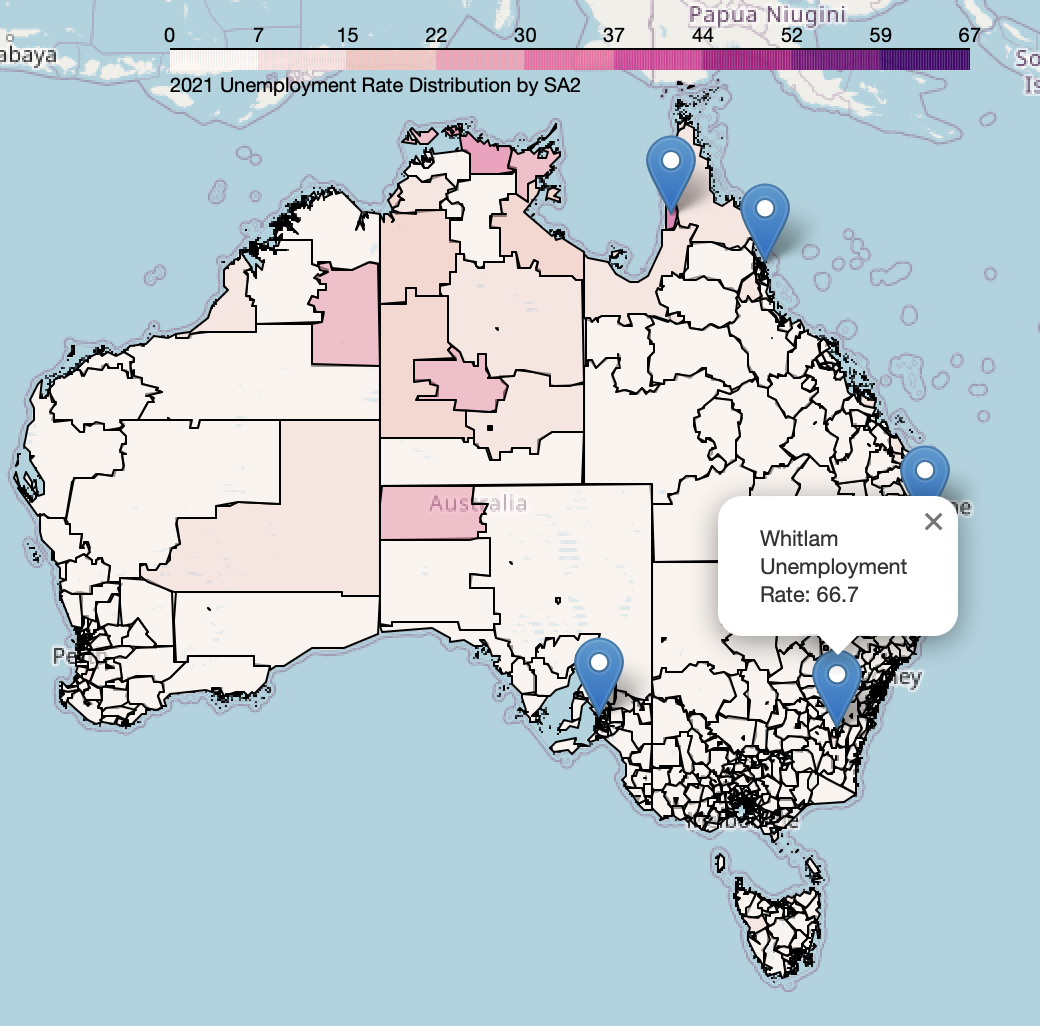 Papua Niugini
0 7 15 22 30 37 44 52 59 67
abaya
So
Is
2021 Unemployment Rate Distribution by SA2
Australia
ne
Whitlam
Unemployment
Rate: 66.7
×
Pe
ney